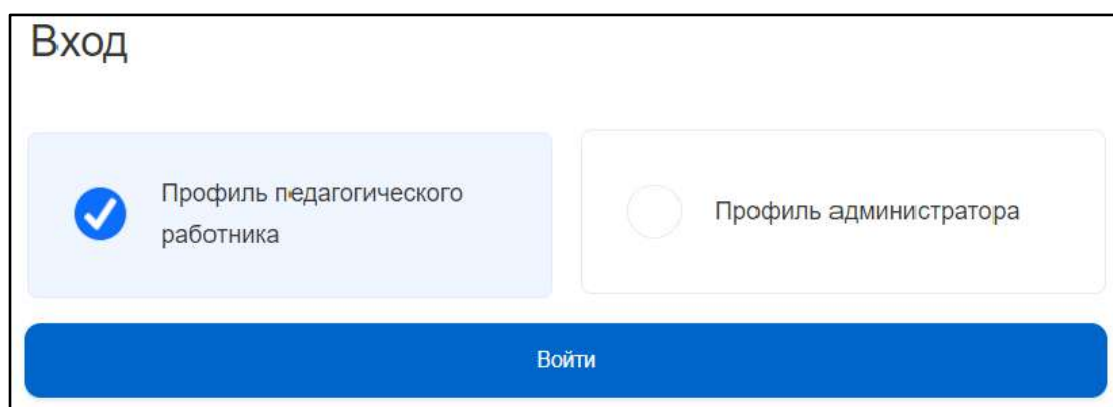 Вход
Профиль педагогического
работника
Профиль администратора
Войти